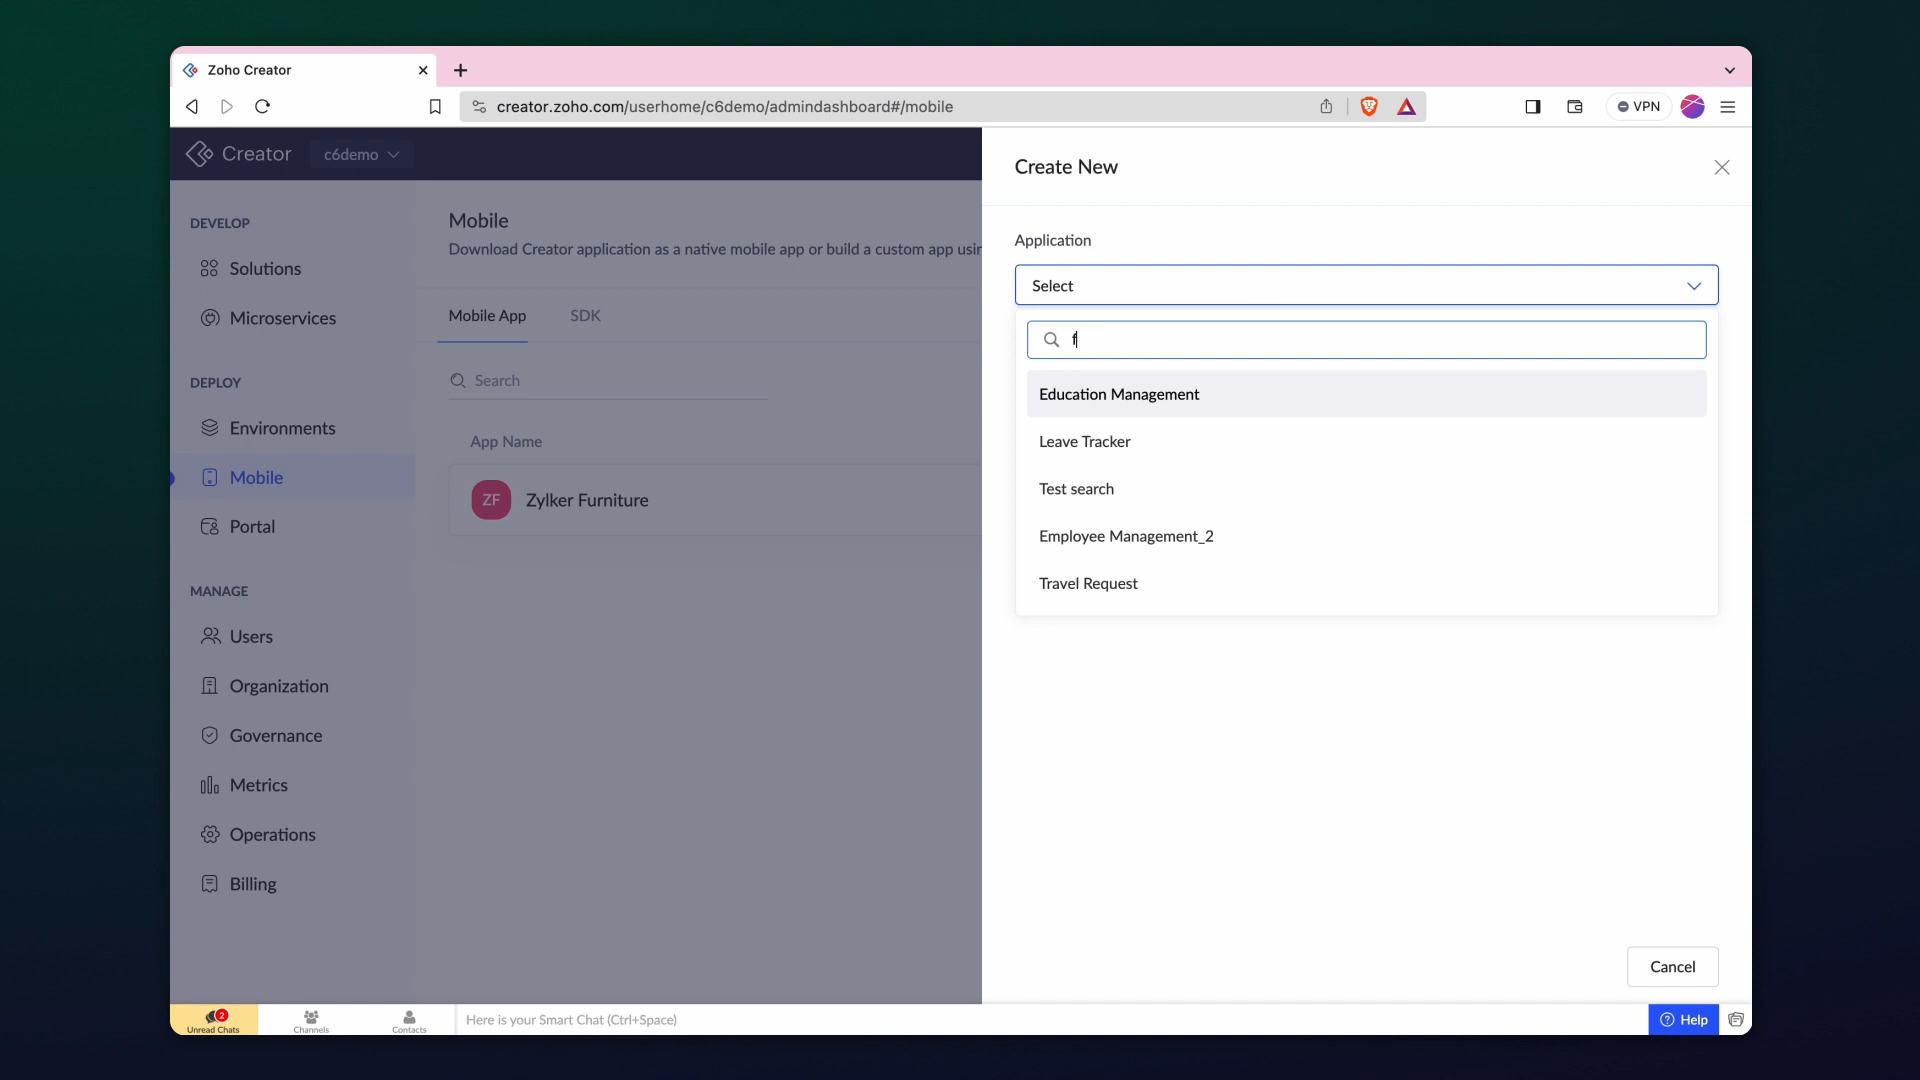 Zoho Creator
creator.zoho.com/userhome/c6demo/admindashboard#/mobile
VPN
Creator
c6demo
DEVELOP
Solutions
Microservices
DEPLOY
Environments
Mobile
Portal
MANAGE
Users
Organization
Governance
Metrics
Operations
Billing
Mobile
Download Creator application as a native mobile app or build a custom app usin
Mobile App
SDK
Search
App Name
ZF
Zylker Furniture
Create New
Application
Select
f
Education Management
Leave Tracker
Test search
Employee Management_2
Travel Request
Cancel
2
Unread Chats
Channels
Contacts
Here is your Smart Chat (Ctrl+Space)
Help